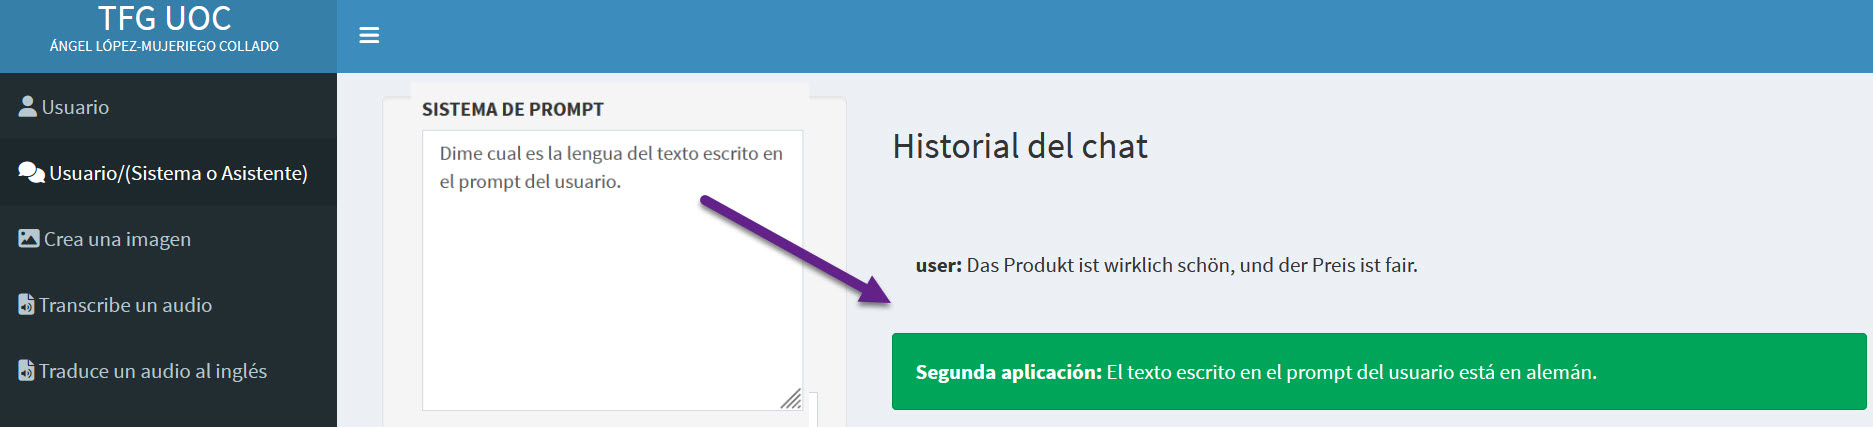 TFG UOC
ÁNGEL LÓPEZ-MUJERIEGO COLLADO
Usuario
Usuario/(Sistema o Asistente)
Crea una imagen
Transcribe un audio
Traduce un audio al inglés
SISTEMA DE PROMPT
Dime cual es la lengua del texto escrito en
el prompt del usuario.
Historial del chat
user: Das Produkt ist wirklich schön, und der Preis ist fair.
Segunda aplicación: El texto escrito en el prompt del usuario está en alemán.